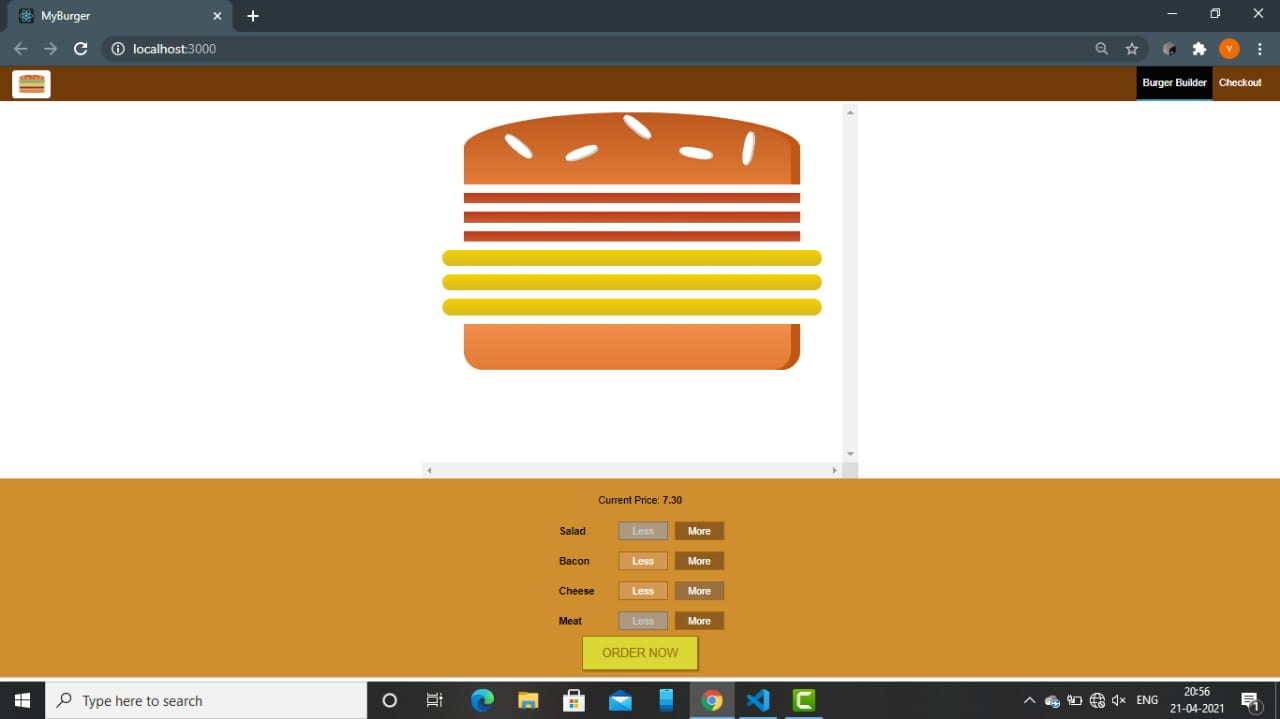 MyBurger
localhost:3000
V
Burger Builder Checkout
Current Price: 7.30
Salad Less More
Bacon Less More
Cheese Less More
Meat Less More
ORDER NOW
Type here to search
ENG
20:56
21-04-2021
1